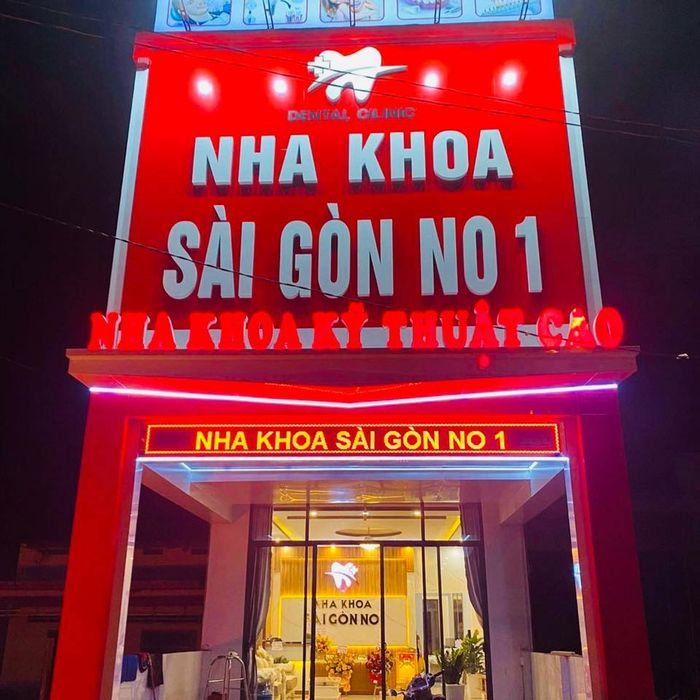 DENTAL CILINIC
NHA KHOA
SÀI GÒN NO 1
NHA KHOA KỸ THUẬT CAO
NHA KHOA SÀI GÒN NO 1
NHA KHOA
SÀI GÒN NO